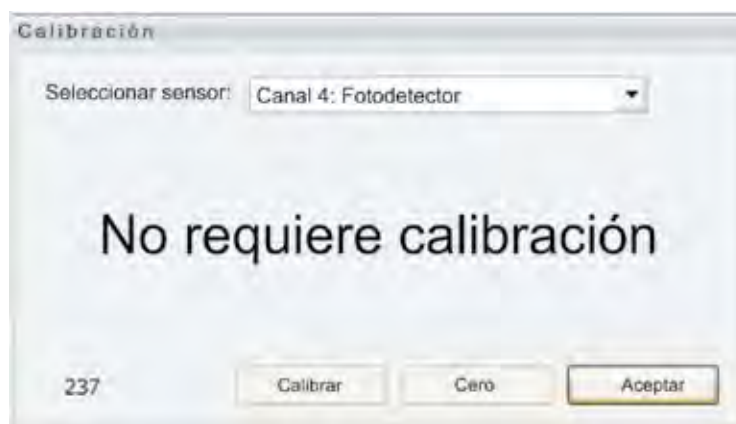 Calibración
Seleccionar sensor: Canal 4: Fotodetector
No requiere calibración
237 Calibrar Cero Aceptar